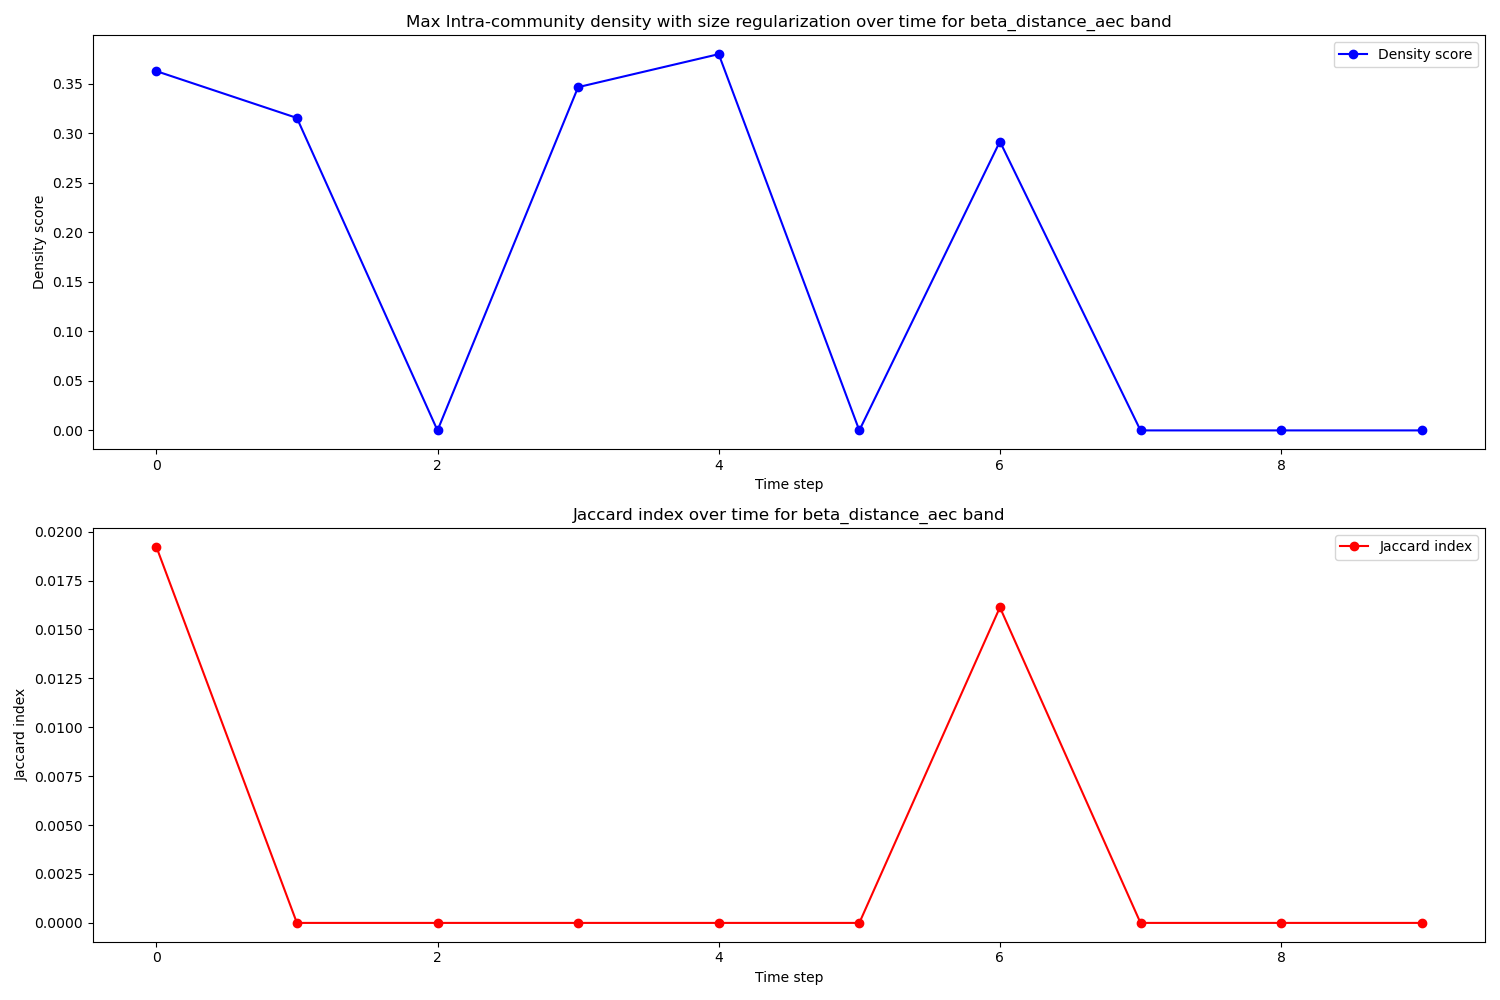 Max Intra-community density with size regularization over time for beta_distance_aec band
Density score
0.35
0.30
0.25
0.20
0.15
0.10
0.05
0.00
Density score
0 2 4 6 8
Time step
Jaccard index over time for beta_distance_aec band
Jaccard index
0.0200
0.0175
0.0150
0.0125
0.0100
0.0075
0.0050
0.0025
0.0000
Jaccard index
0 2 4 6 8
Time step